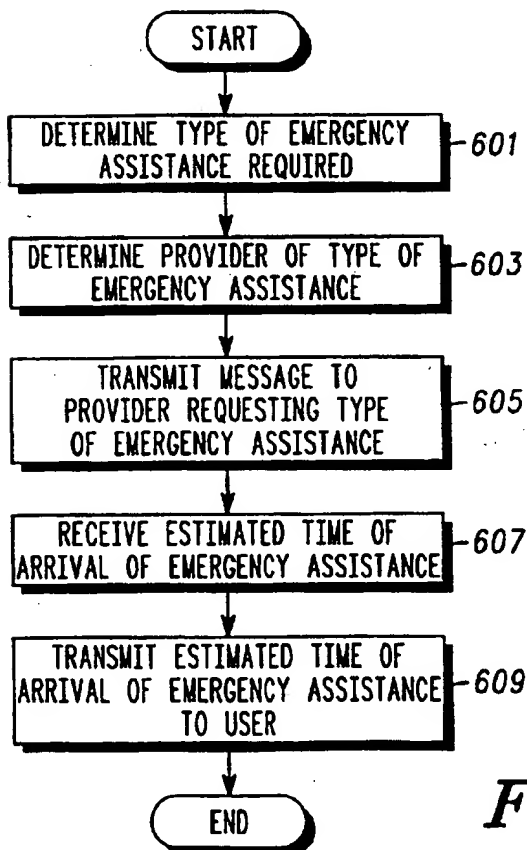 START
DETERMINE TYPE OF EMERGENCY
ASSISTANCE REQUIRED
601
DETERMINE PROVIDER OF TYPE OF
EMERGENCY ASSISTANCE
603
TRANSMIT MESSAGE TO
PROVIDER REQUESTING TYPE
OF EMERGENCY ASSISTANCE
605
RECEIVE ESTIMATED TIME OF
ARRIVAL OF EMERGENCY ASSISTANCE
607
TRANSMIT ESTIMATED TIME OF
ARRIVAL OF EMERGENCY ASSISTANCE
TO USER
609
END
F